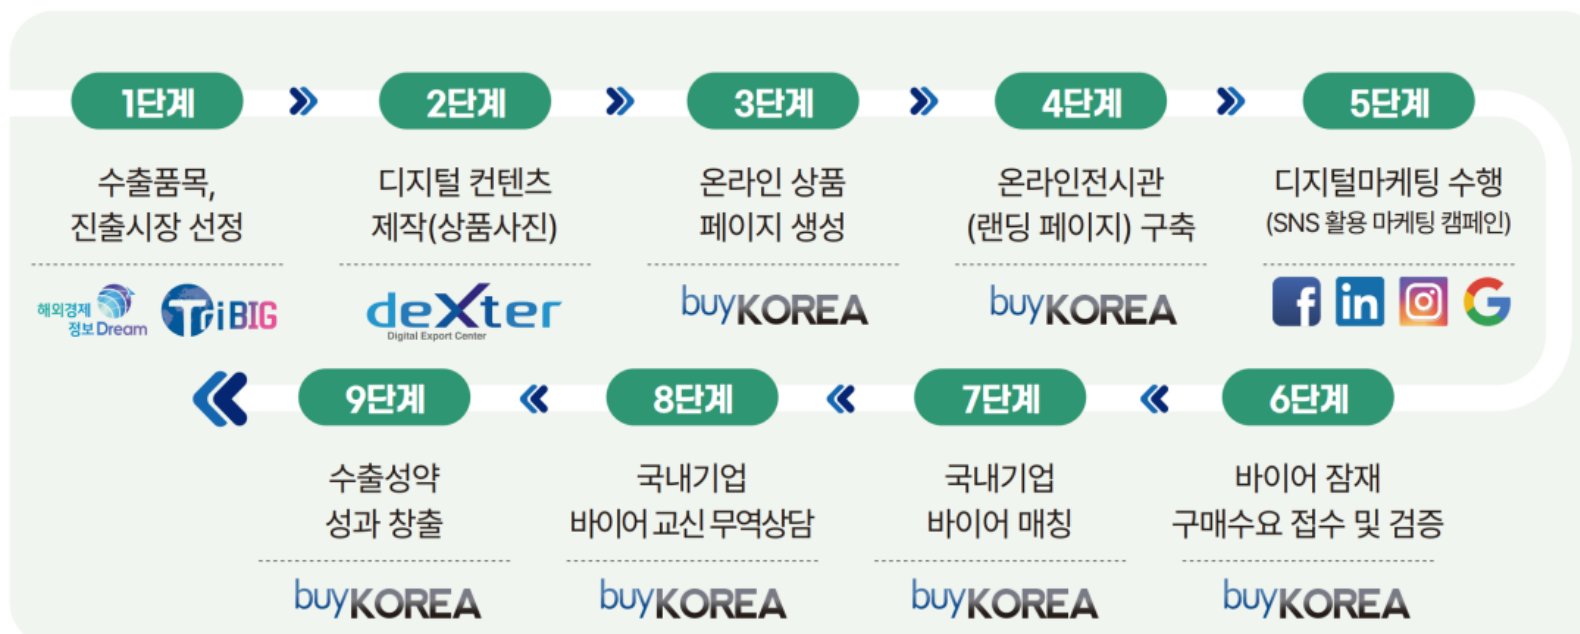 1단계
2단계
3단계
4단계
5단계
수출품목,
진출시장 선정
디지털 컨텐츠
제작(상품사진)
온라인 상품
페이지 생성
온라인전시관
(랜딩 페이지) 구축
디지털마케팅 수행
(SNS 활용 마케팅 캠페인)
해외경제
정보 Dream
TriBIG
deXter
Digital Export Center
buyKOREA
buyKOREA
f
in
G
9단계
8단계
7단계
6단계
수출성약
성과 창출
국내기업
바이어 교신 무역상담
국내기업
바이어 매칭
바이어 잠재
구매수요 접수 및 검증
buyKOREA
buyKOREA
buyKOREA
buyKOREA